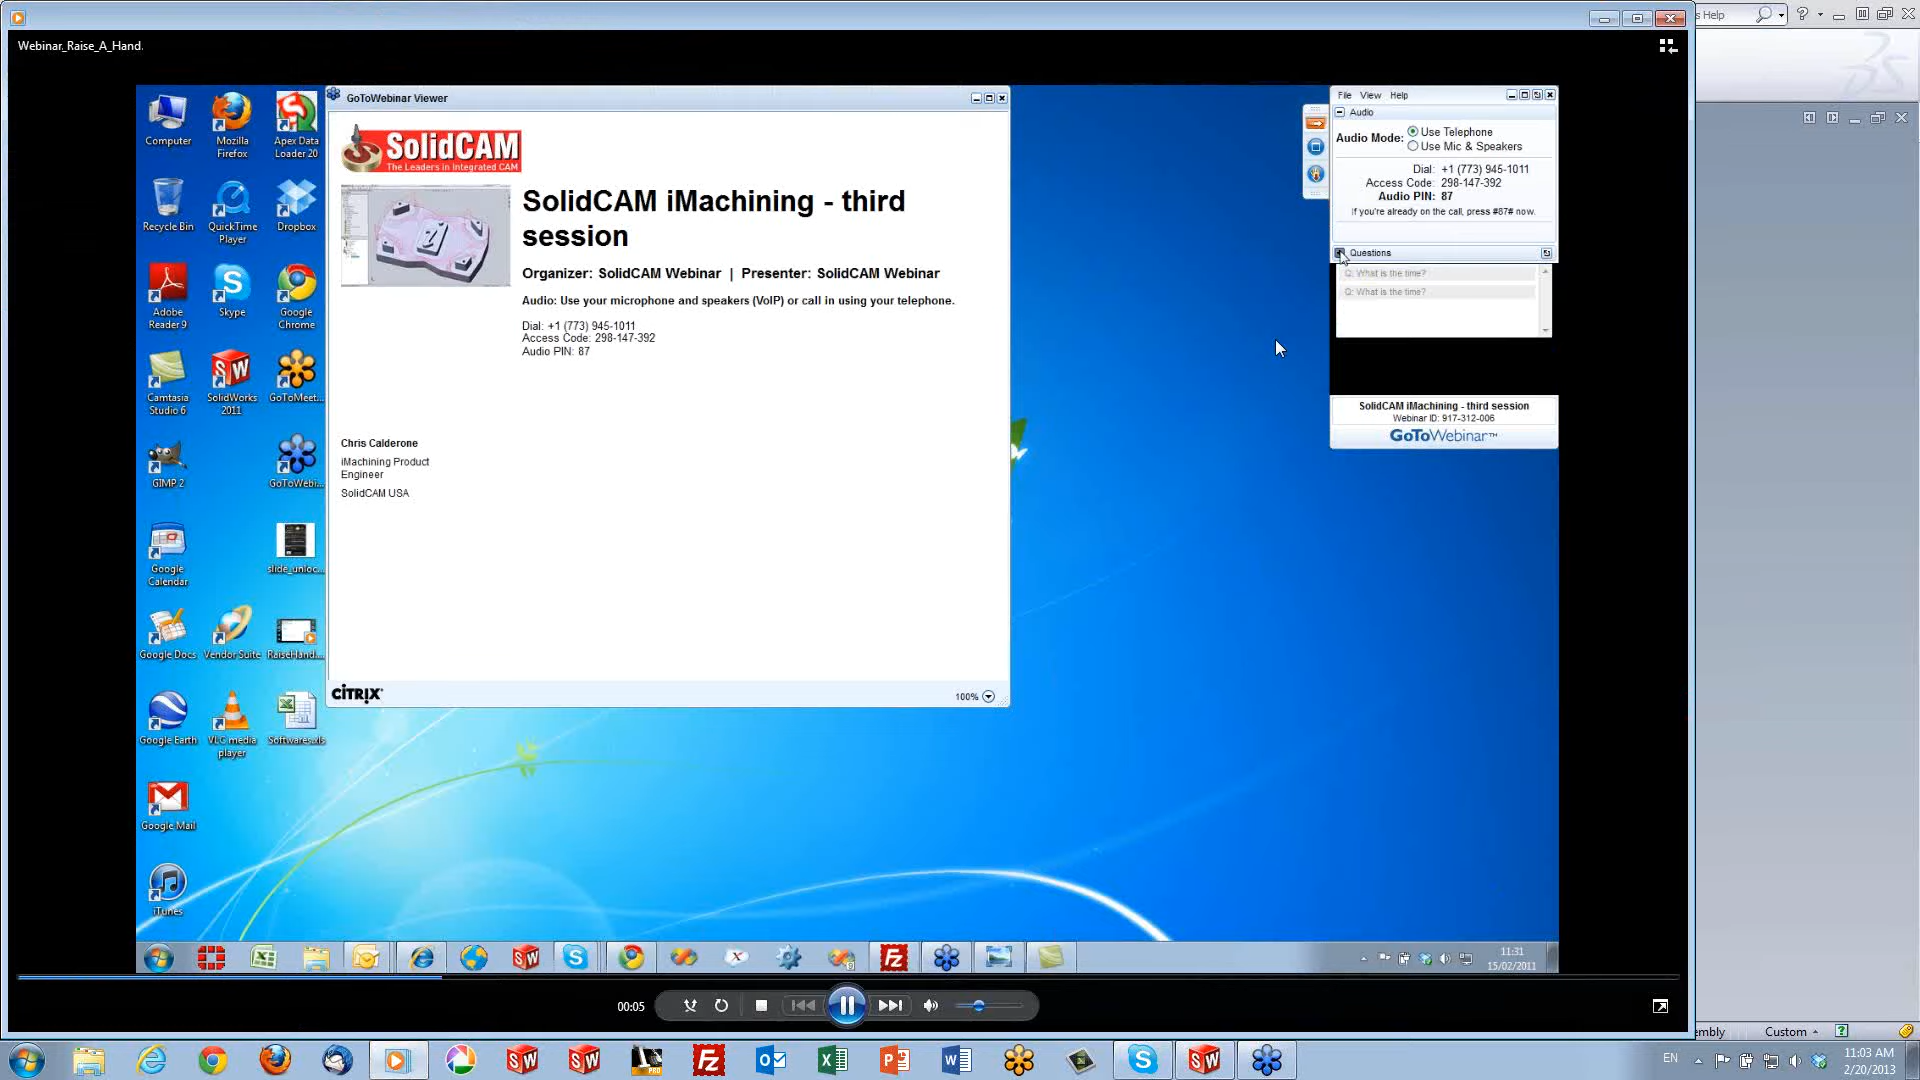 s Help
Webinar_Raise_A_Hand.
Computer
Mozilla
Firefox
Apex Data
Loader 20
Recycle Bin
QuickTime
Player
Dropbox
Adobe
Reader 9
Skype
Google
Chrome
Camtasia
Studio 6
SolidWorks
2011
GoToMeet...
GIMP 2
GoToWebi...
Google
Calendar
slide_unloc...
Google Docs
Vendor Suite
RaiseHand...
Google Earth
VLC media
player
Softwares.xls
Google Mail
iTunes
GoToWebinar Viewer
SolidCAM
The Leaders in Integrated CAM
SolidCAM iMachining - third
session
Organizer: SolidCAM Webinar | Presenter: SolidCAM Webinar
Audio: Use your microphone and speakers (VoIP) or call in using your telephone.
Dial: +1 (773) 945-1011
Access Code: 298-147-392
Audio PIN: 87
Chris Calderone
iMachining Product
Engineer
SolidCAM USA
CITRIX
100%
File View Help
Audio
Audio Mode: Use Telephone
Use Mic & Speakers
Dial: +1 (773) 945-1011
Access Code: 298-147-392
Audio PIN: 87
If you're already on the call, press #87# now.
Questions
Q: What is the time?
Q: What is the time?
SolidCAM iMachining - third session
Webinar ID: 917-312-006
GoToWebinar™
11:31
15/02/2011
00:05
mbly
Custom
EN
11:03 AM
2/20/2013